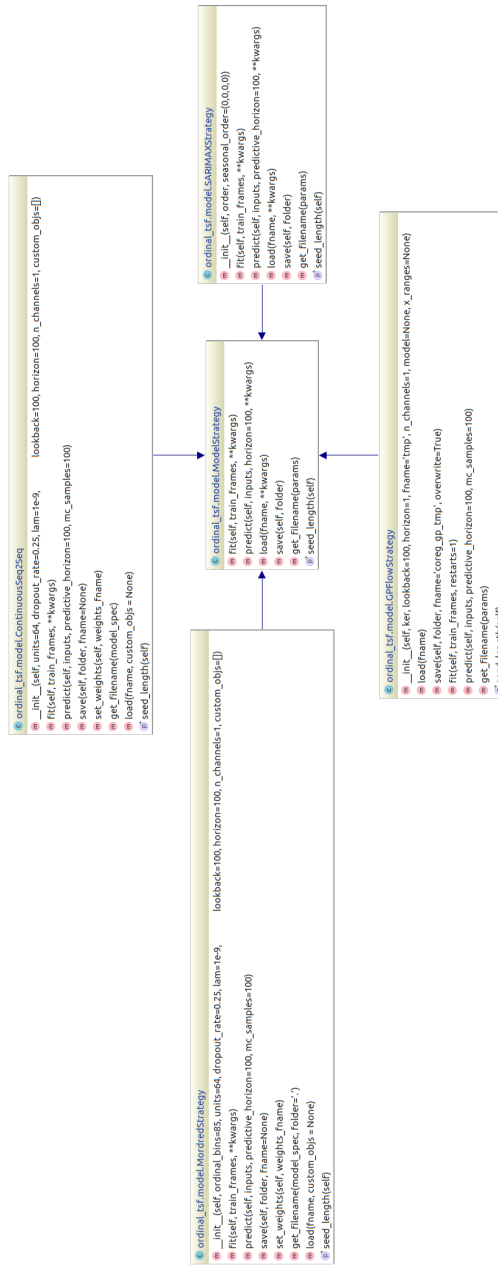 ordinal_tsf.model.ContinuousSeq2Seq
__init__(self, units=64, dropout_rate=0.25, lam=1e-9, lookback=100, horizon=100, n_channels=1, custom_objs=[])
fit(self, train_frames, **kwargs)
predict(self, inputs, predictive_horizon=100, mc_samples=100)
save(self, folder, fname=None)
set_weights(self, weights_fname)
get_filename(model_spec)
load(fname, custom_objs = None)
seed_length(self)
ordinal_tsf.model.MordredStrategy
__init__(self, ordinal_bins=85, units=64, dropout_rate=0.25, lam=1e-9, lookback=100, horizon=100, n_channels=1, custom_objs=[])
fit(self, train_frames, **kwargs)
predict(self, inputs, predictive_horizon=100, mc_samples=100)
save(self, folder, fname=None)
set_weights(self, weights_fname)
get_filename(model_spec, folder='.')
load(fname, custom_objs = None)
seed_length(self)
ordinal_tsf.model.ModelStrategy
fit(self, train_frames, **kwargs)
predict(self, inputs, horizon=100, **kwargs)
load(fname, **kwargs)
save(self, folder)
get_filename(params)
seed_length(self)
ordinal_tsf.model.SARIMAXStrategy
__init__(self, order, seasonal_order=(0,0,0,0))
fit(self, train_frames, **kwargs)
predict(self, inputs, predictive_horizon=100, **kwargs)
load(fname, **kwargs)
save(self, folder)
get_filename(params)
seed_length(self)
ordinal_tsf.model.GPFlowStrategy
__init__(self, ker, lookback=100, horizon=1, fname='tmp', n_channels=1, model=None, x_ranges=None)
load(fname)
save(self, folder, fname='coreg_gp_tmp', overwrite=True)
fit(self, train_frames, restarts=1)
predict(self, inputs, predictive_horizon=100, mc_samples=100)
get_filename(params)